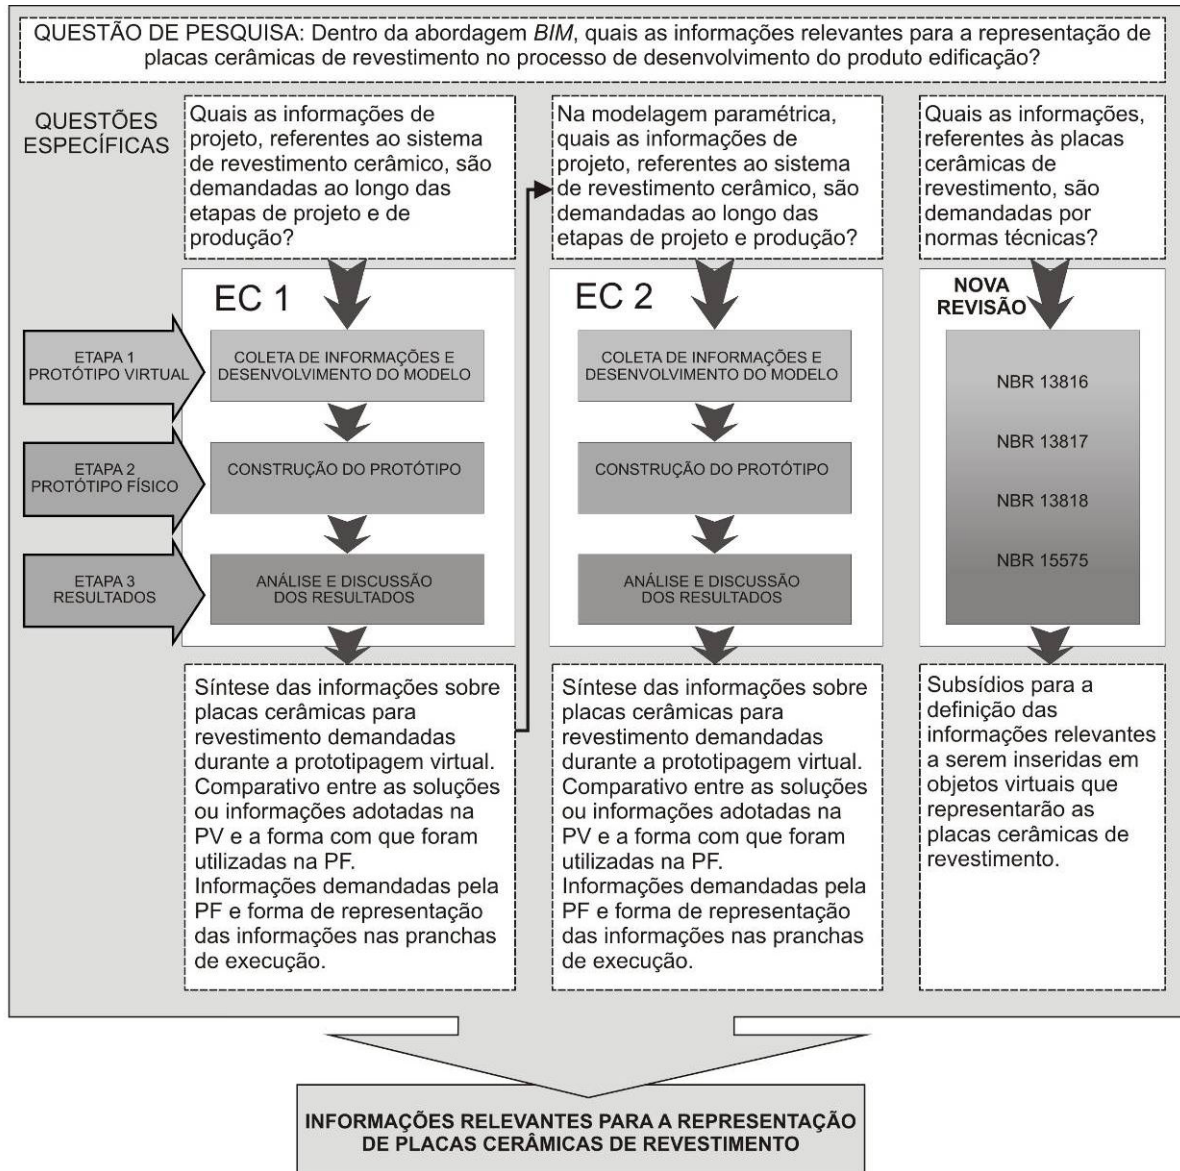 QUESTÃO DE PESQUISA: Dentro da abordagem BIM, quais as informações relevantes para a representação de
placas cerâmicas de revestimento no processo de desenvolvimento do produto edificação?
QUESTÕES
ESPECÍFICAS
Quais as informações de
projeto, referentes ao sistema
de revestimento cerâmico, são
demandadas ao longo das
etapas de projeto e de
produção?
Na modelagem paramétrica,
quais as informações de
projeto, referentes ao sistema
de revestimento cerâmico, são
demandadas ao longo das
etapas de projeto e produção?
Quais as informações,
referentes às placas
cerâmicas de
revestimento, são
demandadas por
normas técnicas?
EC 1
EC 2
NOVA
REVISÃO
ETAPA 1
PROTÓTIPO VIRTUAL
COLETA DE INFORMAÇÕES E
DESENVOLVIMENTO DO MODELO
COLETA DE INFORMAÇÕES E
DESENVOLVIMENTO DO MODELO
ETAPA 2
PROTÓTIPO FÍSICO
CONSTRUÇÃO DO PROTÓTIPO
CONSTRUÇÃO DO PROTÓTIPO
ETAPA 3
RESULTADOS
ANÁLISE E DISCUSSÃO
DOS RESULTADOS
ANÁLISE E DISCUSSÃO
DOS RESULTADOS
NBR 13816
NBR 13817
NBR 13818
NBR 15575
Síntese das informações sobre
placas cerâmicas para
revestimento demandadas
durante a prototipagem virtual.
Comparativo entre as soluções
ou informações adotadas na
PV e a forma com que foram
utilizadas na PF.
Informações demandadas pela
PF e forma de representação
das informações nas pranchas
de execução.
Síntese das informações sobre
placas cerâmicas para
revestimento demandadas
durante a prototipagem virtual.
Comparativo entre as soluções
ou informações adotadas na
PV e a forma com que foram
utilizadas na PF.
Informações demandadas pela
PF e forma de representação
das informações nas pranchas
de execução.
Subsídios para a
definição das
informações relevantes
a serem inseridas em
objetos virtuais que
representarão as
placas cerâmicas de
revestimento.
INFORMAÇÕES RELEVANTES PARA A REPRESENTAÇÃO
DE PLACAS CERÂMICAS DE REVESTIMENTO